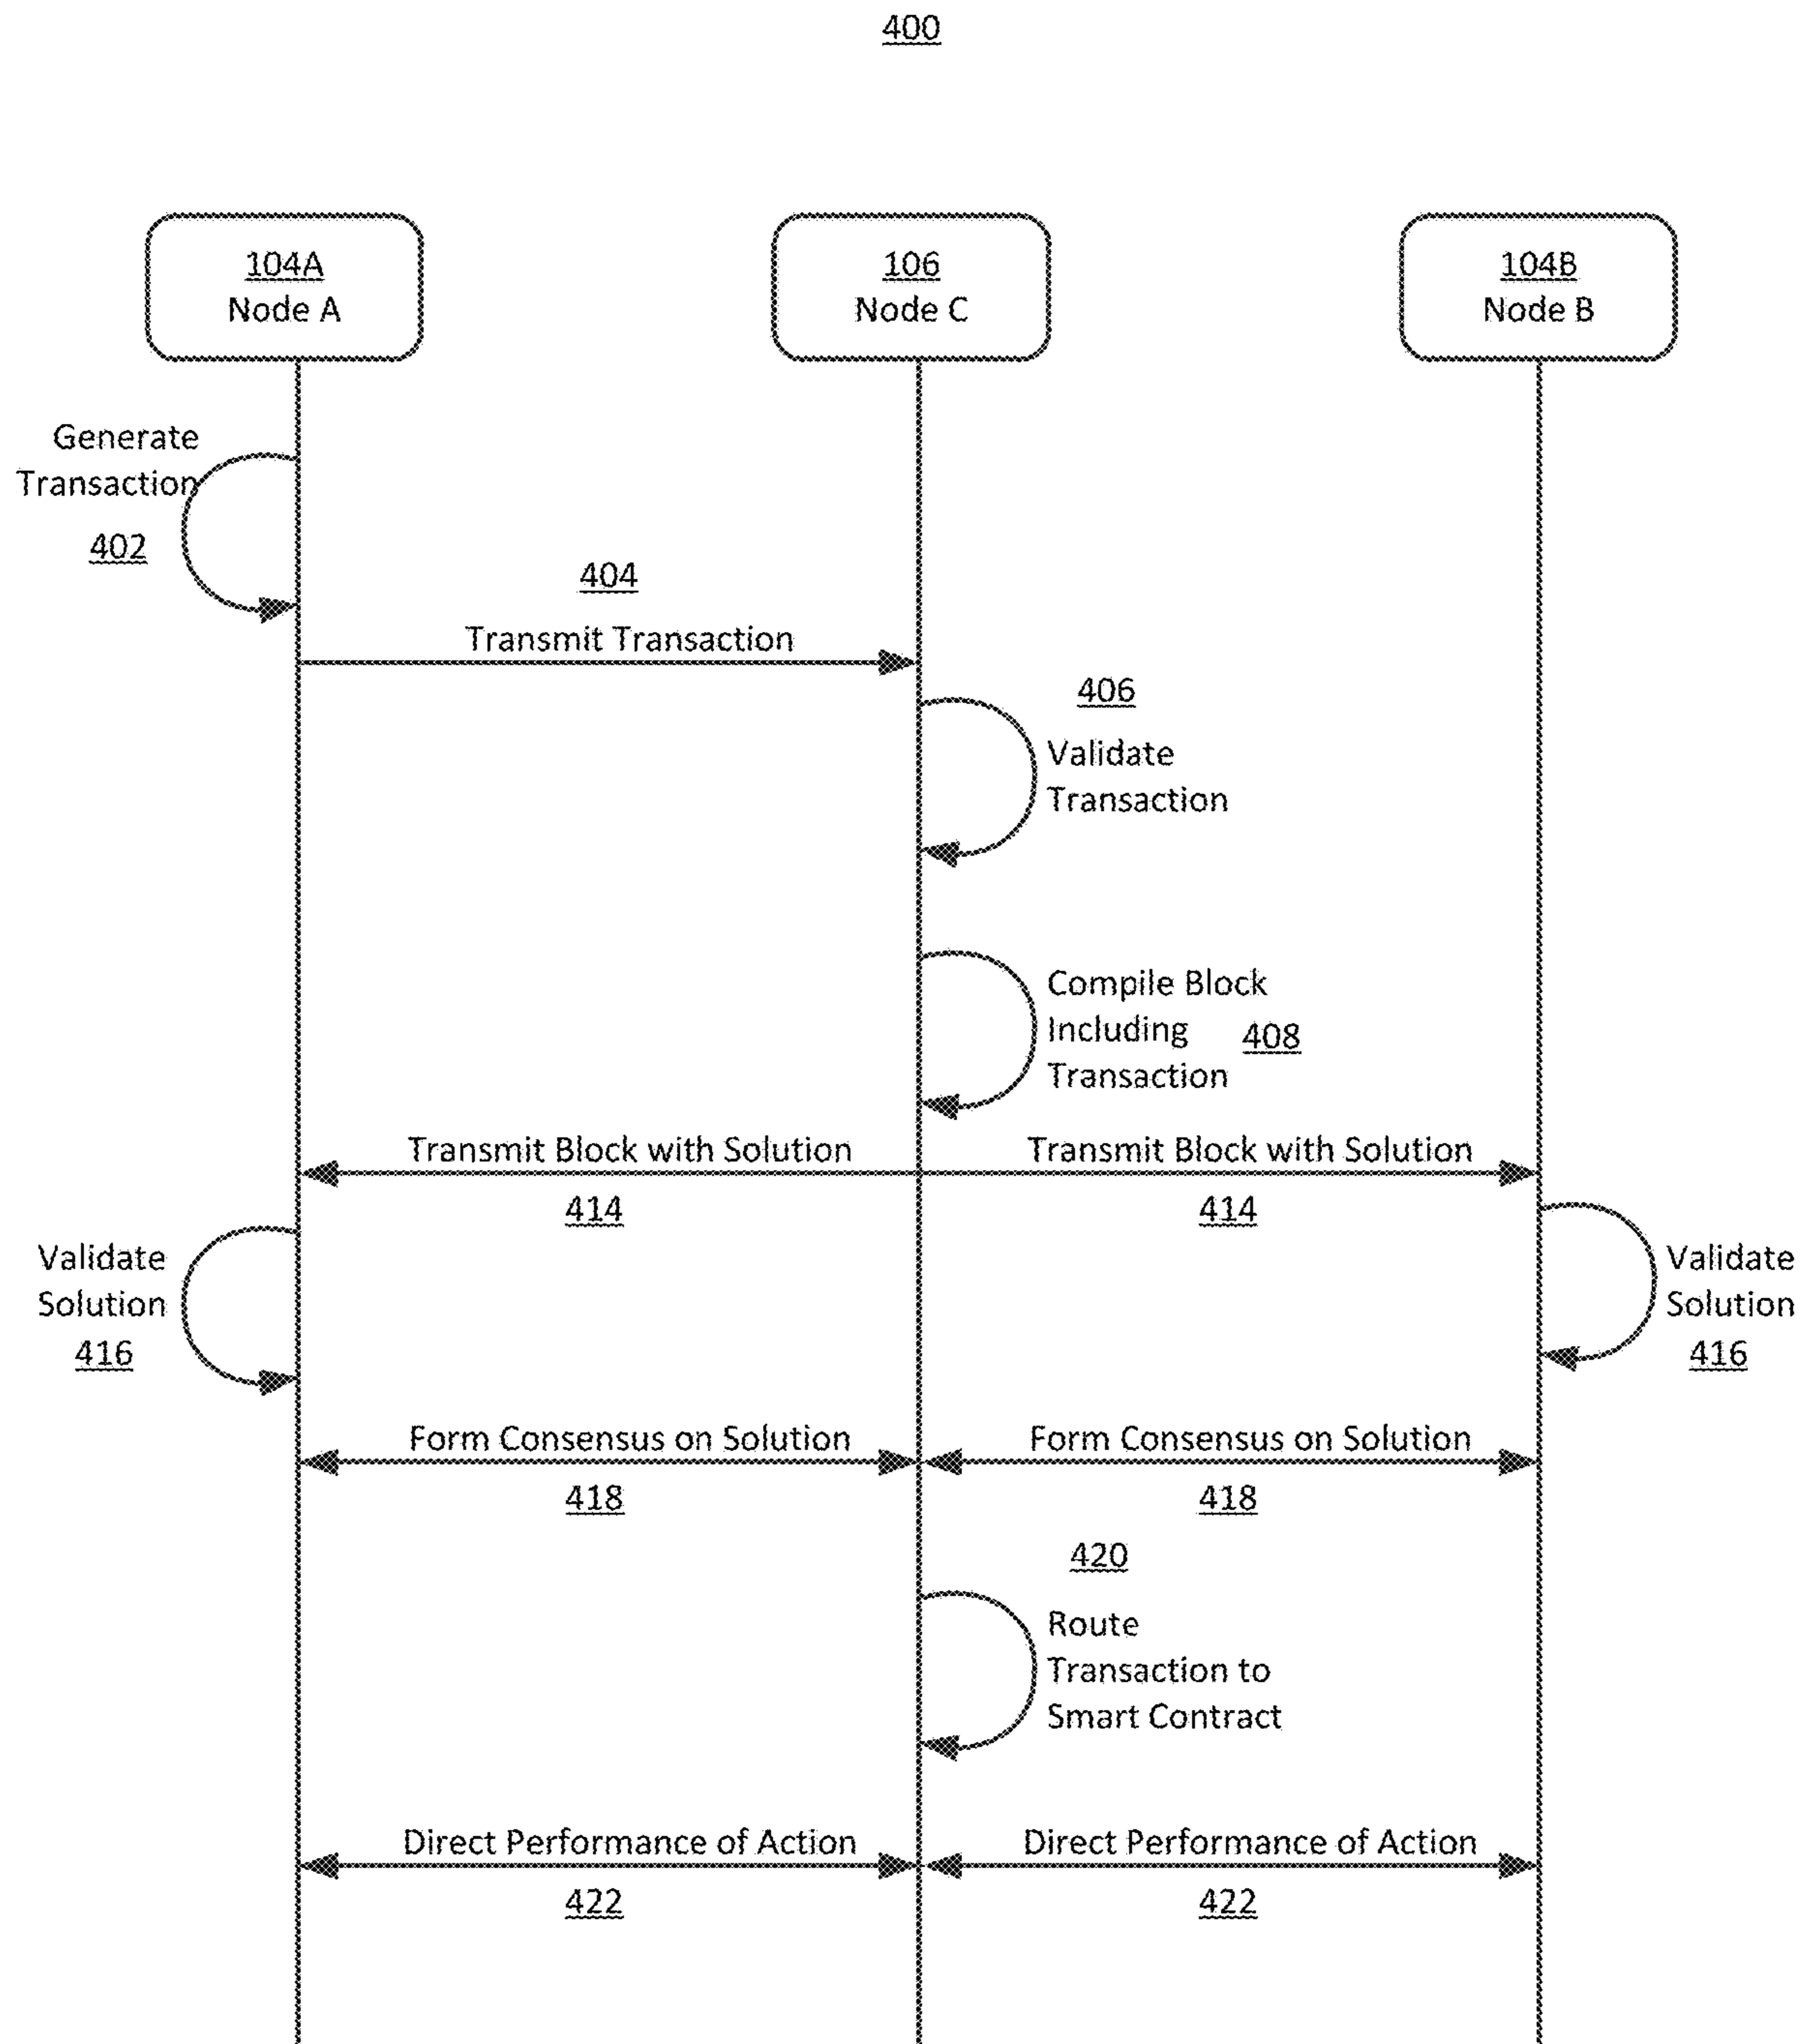 400
104A
Node A
106
Node C
104B
Node B
Generate
Transaction
402
404
Transmit Transaction
406
Validate
Transaction
Compile Block
Including
408
Transaction
Transmit Block with Solution
414
Transmit Block with Solution
414
Validate
Solution
416
Validate
Solution
416
Form Consensus on Solution
418
Form Consensus on Solution
418
420
Route
Transaction to
Smart Contract
Direct Performance of Action
422
Direct Performance of Action
422